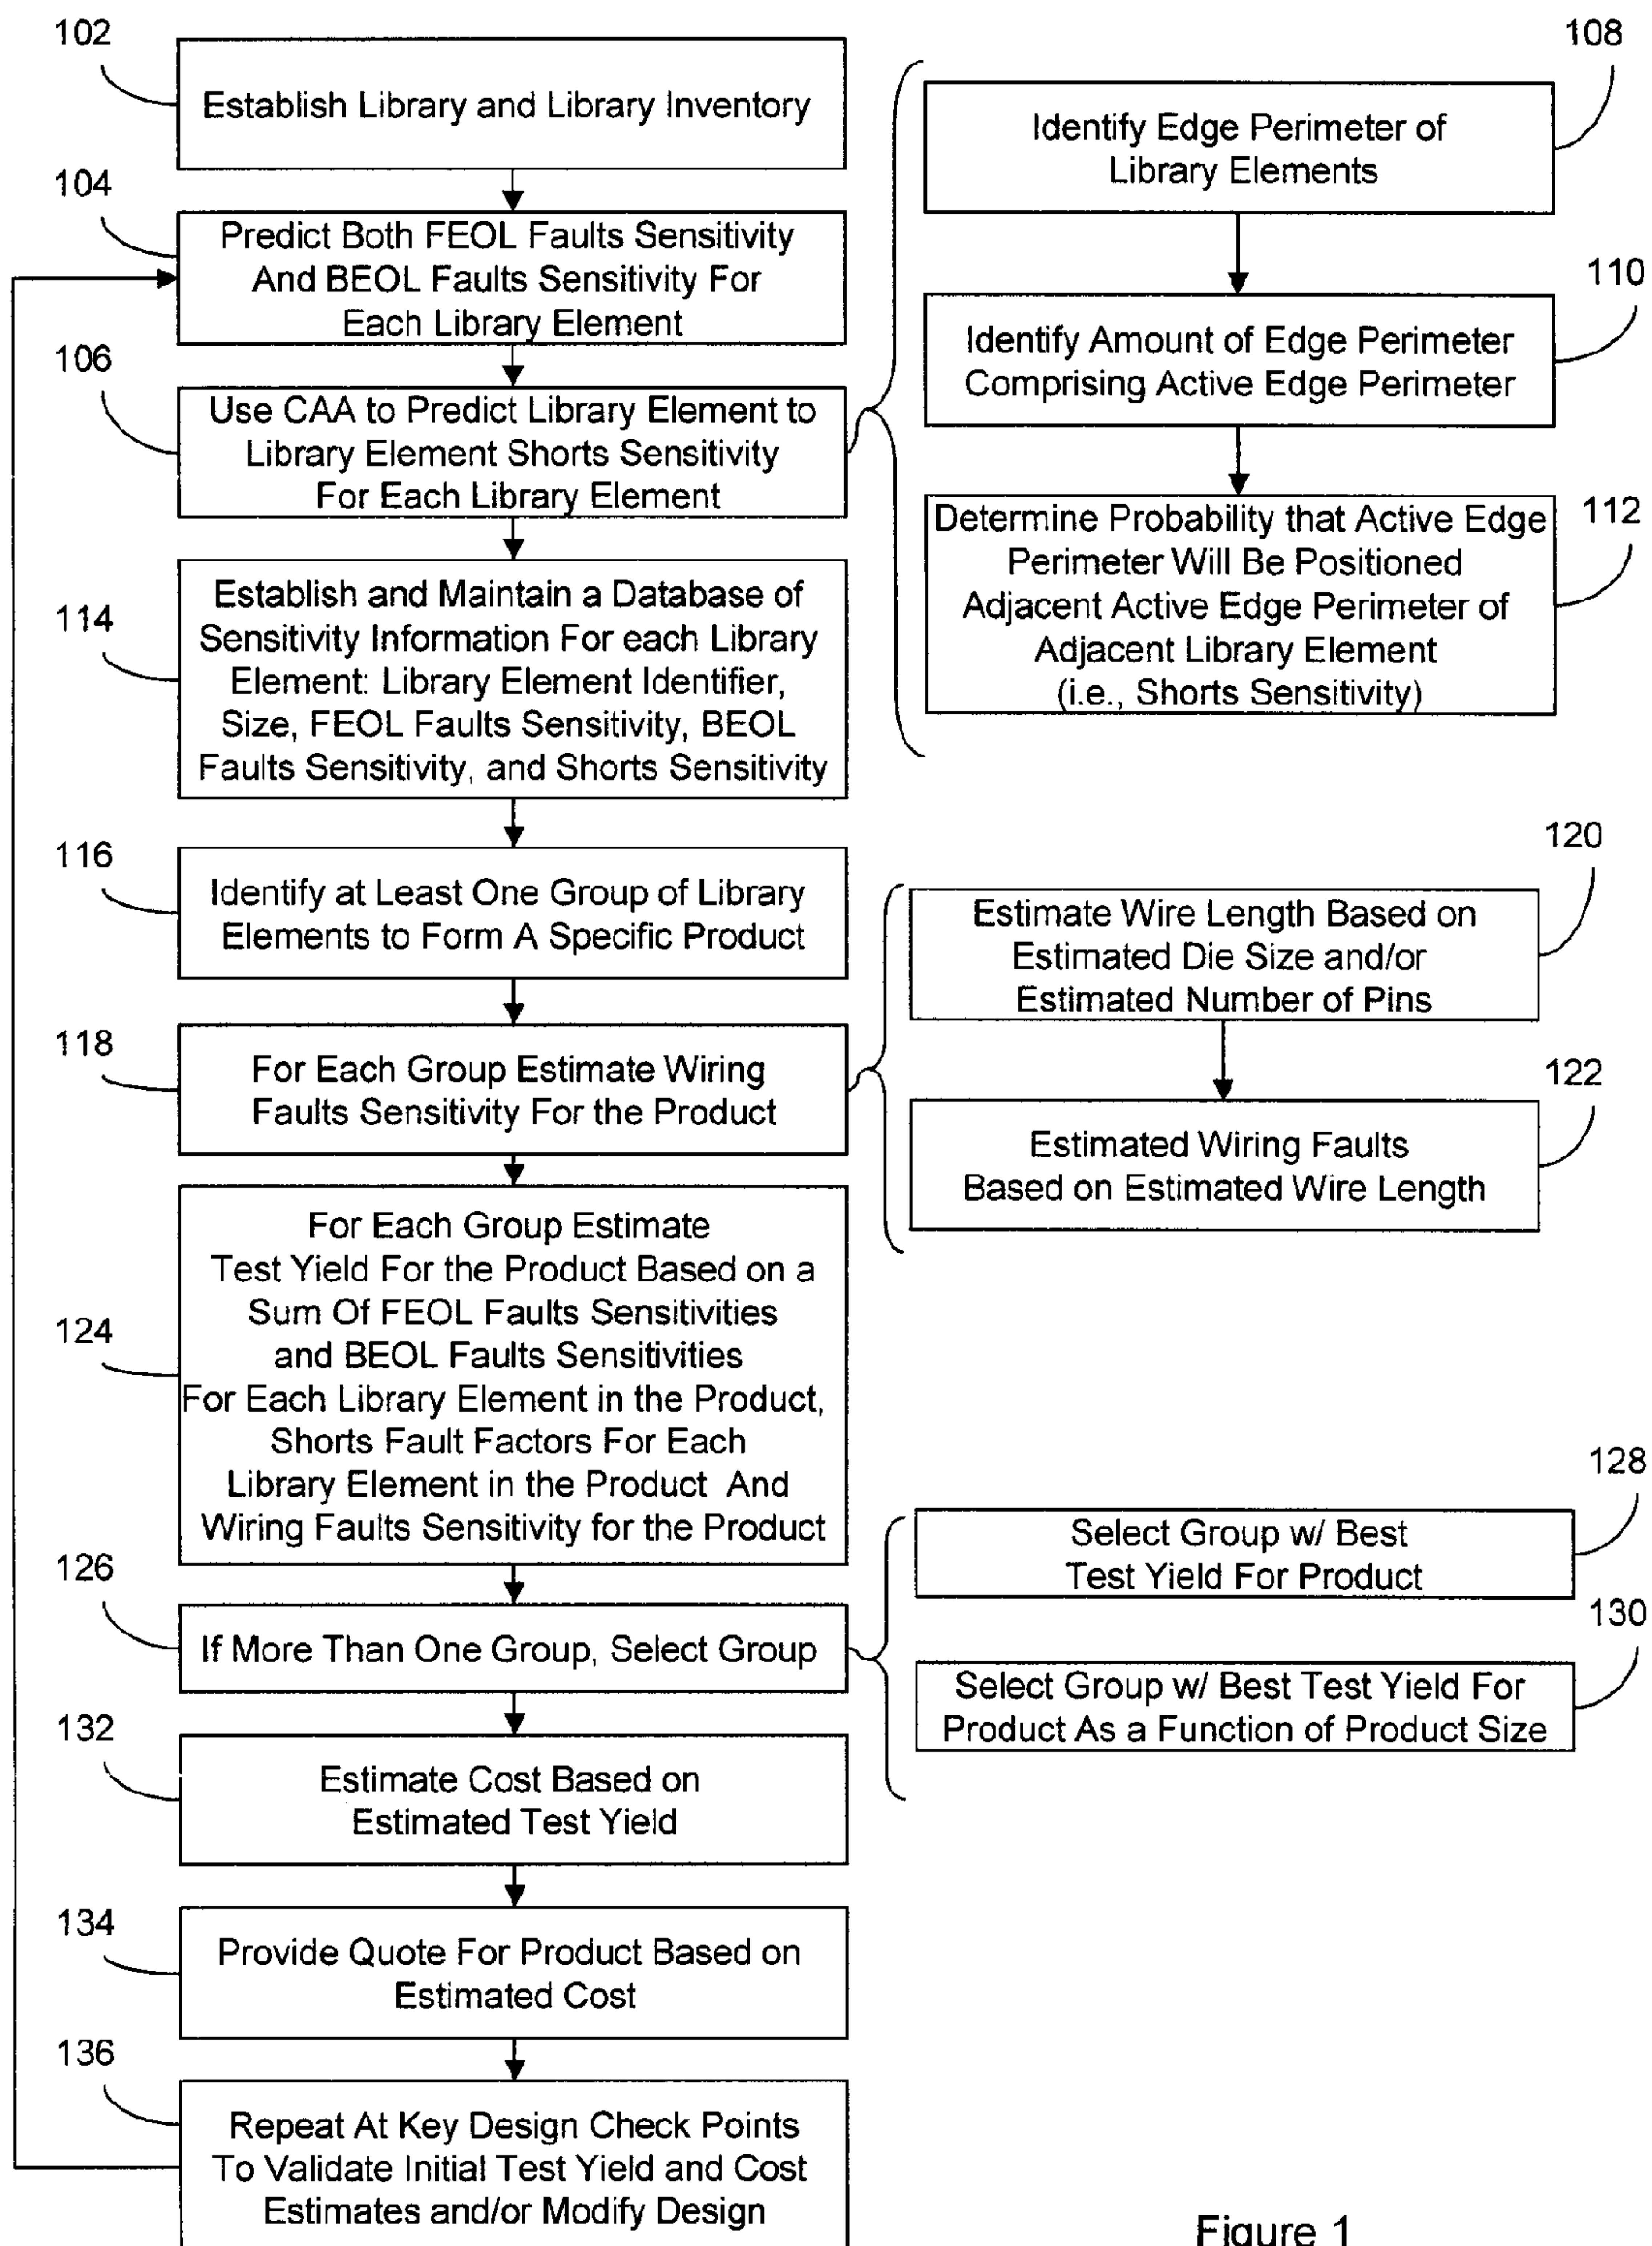 102
Establish Library and Library Inventory
104
Predict Both FEOL Faults Sensitivity
And BEOL Faults Sensitivity For
Each Library Element
106
Use CAA to Predict Library Element to
Library Element Shorts Sensitivity
For Each Library Element
108
Identify Edge Perimeter of
Library Elements
110
Identify Amount of Edge Perimeter
Comprising Active Edge Perimeter
112
Determine Probability that Active Edge
Perimeter Will Be Positioned
Adjacent Active Edge Perimeter of
Adjacent Library Element
(i.e., Shorts Sensitivity)
114
Establish and Maintain a Database of
Sensitivity Information For each Library
Element: Library Element Identifier,
Size, FEOL Faults Sensitivity, BEOL
Faults Sensitivity, and Shorts Sensitivity
116
Identify at Least One Group of Library
Elements to Form A Specific Product
118
For Each Group Estimate Wiring
Faults Sensitivity For the Product
120
Estimate Wire Length Based on
Estimated Die Size and/or
Estimated Number of Pins
122
Estimated Wiring Faults
Based on Estimated Wire Length
124
For Each Group Estimate
Test Yield For the Product Based on a
Sum Of FEOL Faults Sensitivities
and BEOL Faults Sensitivities
For Each Library Element in the Product,
Shorts Fault Factors For Each
Library Element in the Product And
Wiring Faults Sensitivity for the Product
126
If More Than One Group, Select Group
128
Select Group w/ Best
Test Yield For Product
130
Select Group w/ Best Test Yield For
Product As a Function of Product Size
132
Estimate Cost Based on
Estimated Test Yield
134
Provide Quote For Product Based on
Estimated Cost
136
Repeat At Key Design Check Points
To Validate Initial Test Yield and Cost
Estimates and/or Modify Design
Figure 1